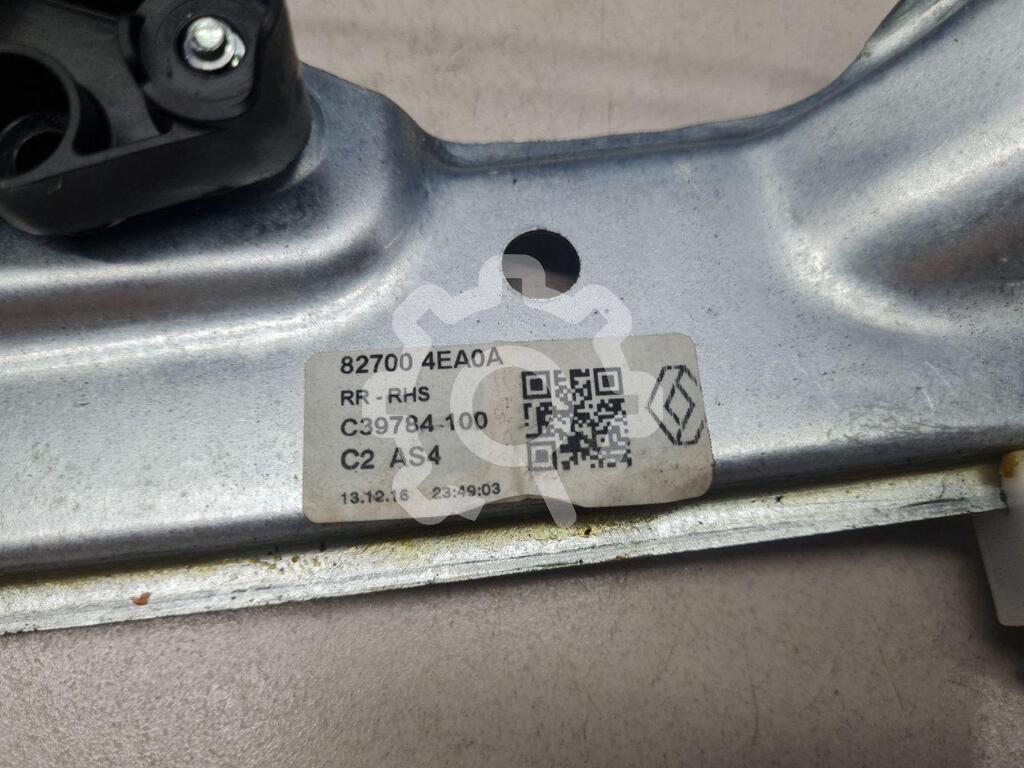 82700 4EA0A
RR - RHS
C39784-100
C2 AS4
13.12.16 23:49:03